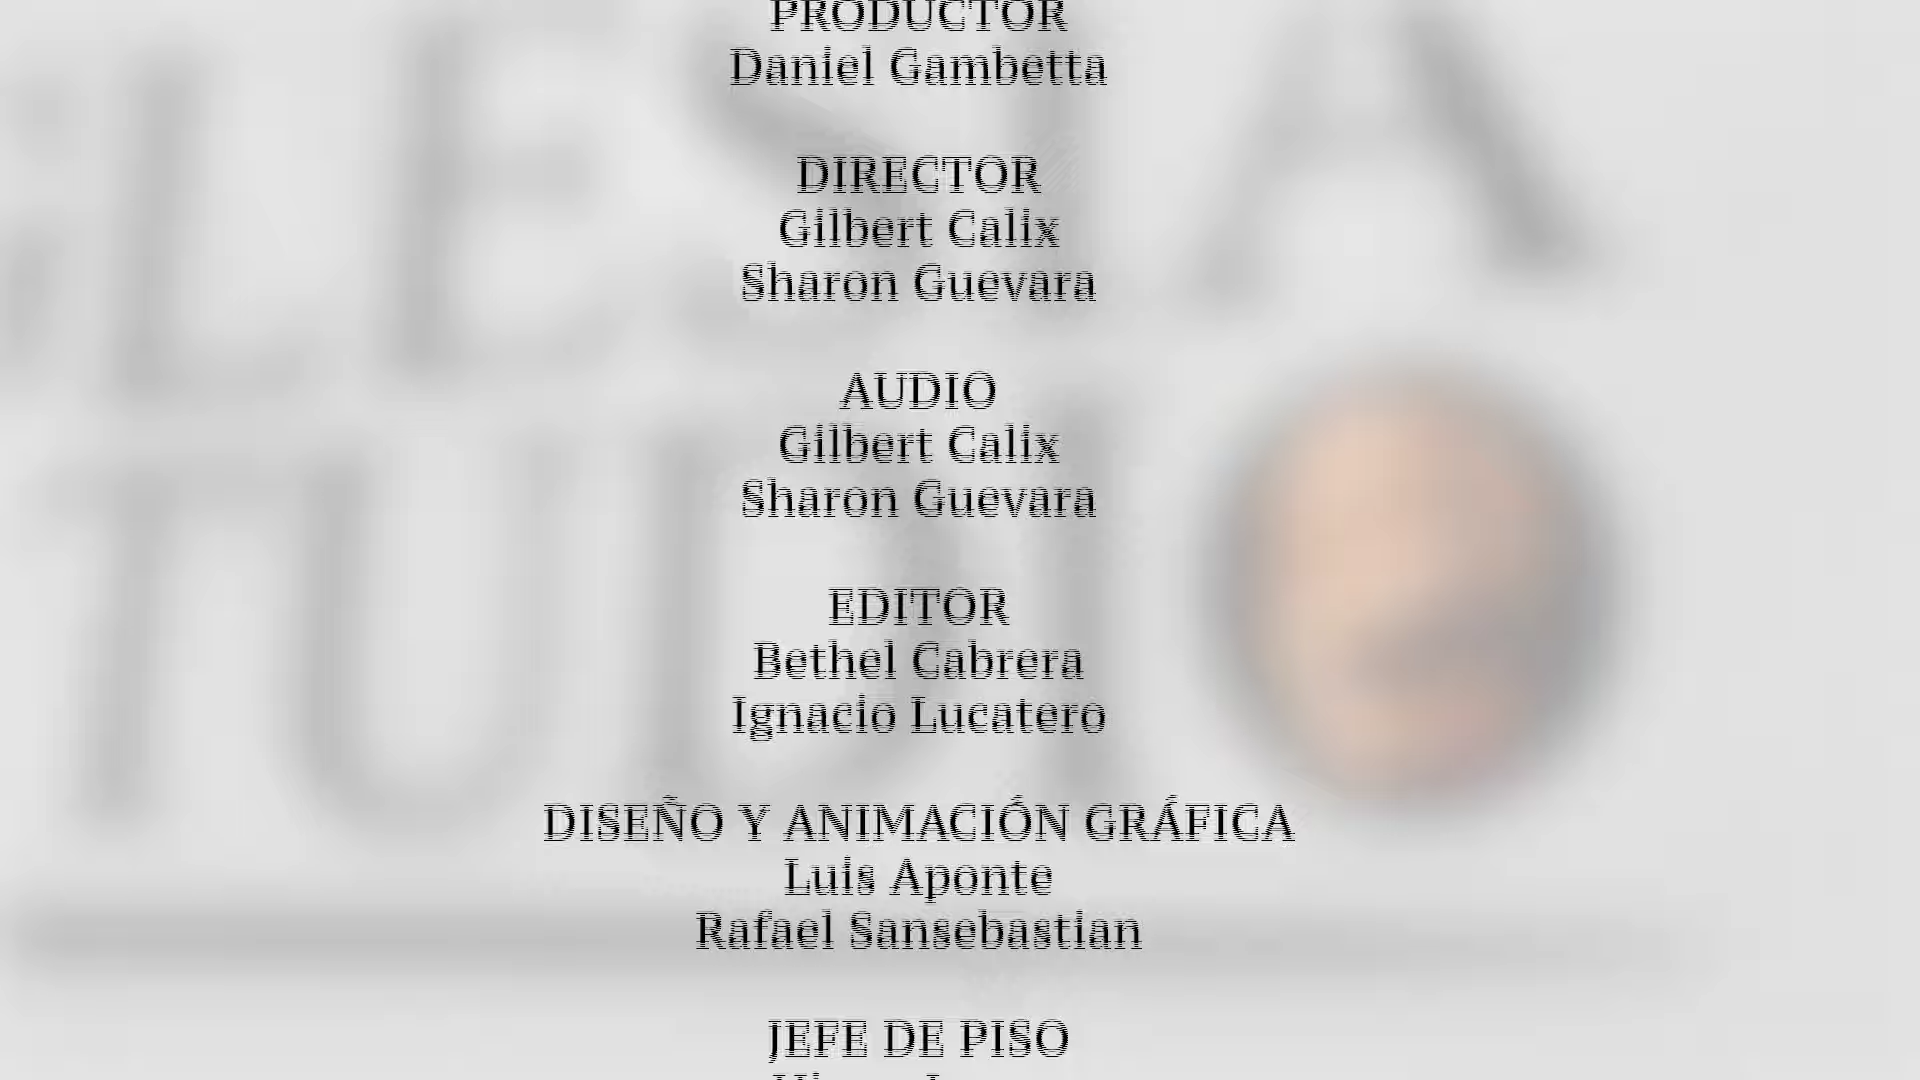 PRODUCTOR
Daniel Gambetta
DIRECTOR
Gilbert Calix
Sharon Guevara
AUDIO
Gilbert Calix
Sharon Guevara
EDITOR
Bethel Cabrera
Ignacio Lucatero
DISEÑO Y ANIMACIÓN GRÁFICA
Luis Aponte
Rafael Sansebastian
JEFE DE PISO